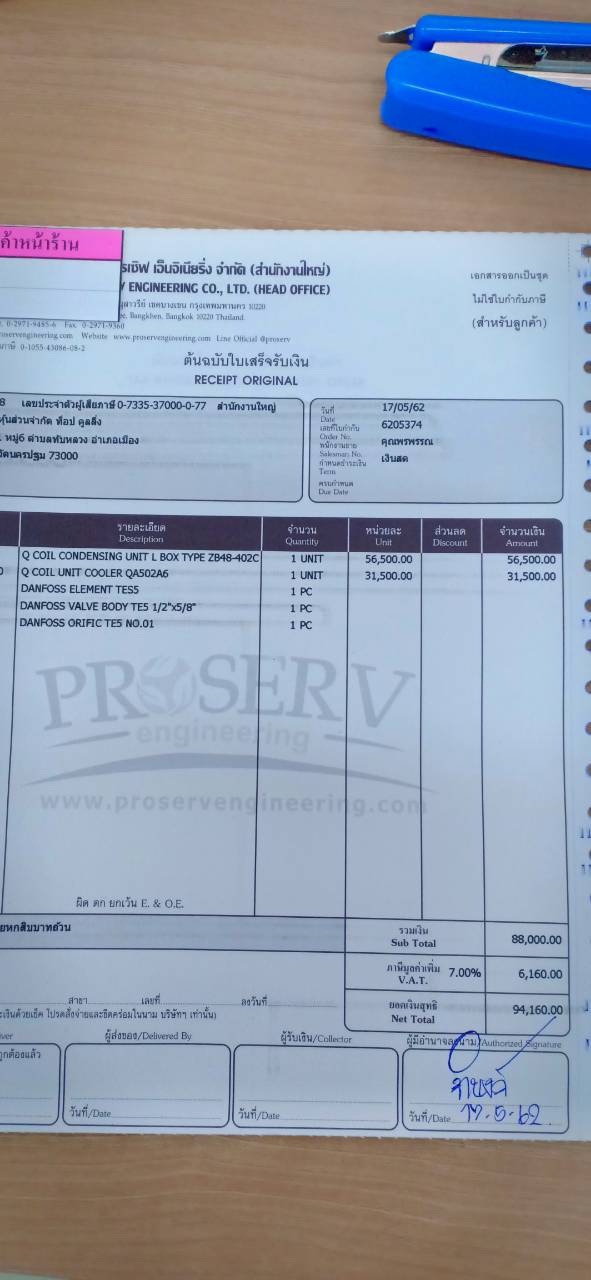 ค้าหน้าร้าน
รเซิฟ เอ็นจิเนียริ่ง จำกัด (สำนักงานใหญ่)
ENGINEERING CO., LTD. (HEAD OFFICE)
เอกสารออกเป็นชุด
ไม่ใช่ใบกำกับภาษี
(สำหรับลูกค้า)
เขตบางเขน กรุงเทพมหานคร 10220
Bangkhen, Bangkok 10220 Thailand.
0-2971-9485-6 Fax. 0-2971-9360
proservengineering.com Website www.proservengineering.com Line Official @proserv
ภาษี 0-1055-43086-08-2
ต้นฉบับใบเสร็จรับเงิน
RECEIPT ORIGINAL
8 เลขประจำตัวผู้เสียภาษี 0-7335-37000-0-77 สำนักงานใหญ่
หุ้นส่วนจำกัด ท็อป คูลลิ่ง
หมู่6 ตำบลทัพหลวง อำเภอเมือง
จังหวัดนครปฐม 73000
วันที่ 17/05/62
Date
เลขที่ใบกำกับ 6205374
Order No.
พนักงานขาย คุณพรพรรณ
Salesman No.
กำหนดชำระเงิน เงินสด
Term
ครบกำหนด
Due Date
รายละเอียด จำนวน หน่วยละ ส่วนลด จำนวนเงิน
Description Quantity Unit Discount Amount
Q COIL CONDENSING UNIT L BOX TYPE ZB48-402C 1 UNIT 56,500.00 56,500.00
Q COIL UNIT COOLER QA502A6 1 UNIT 31,500.00 31,500.00
DANFOSS ELEMENT TES5 1 PC
DANFOSS VALVE BODY TE5 1/2"x5/8" 1 PC
DANFOSS ORIFIC TE5 NO.01 1 PC
PROSERV
engineering
www.proservengineering.com
ผิด ตก ยกเว้น E. & O.E.
ยหกสิบบาทถ้วน
รวมเงิน
Sub Total 88,000.00
ภาษีมูลค่าเพิ่ม 7.00% 6,160.00
V.A.T.
ยอดเงินสุทธิ 94,160.00
Net Total
สาขา เลขที่ ลงวันที่
เงินด้วยเช็ค โปรดสั่งจ่ายและขีดคร่อมในนาม บริษัทฯ เท่านั้น)
ผู้ส่งของ/Delivered By ผู้รับเงิน/Collector ผู้มีอำนาจลงนาม/Authorized Signature
ถูกต้องแล้ว
วันที่/Date วันที่/Date วันที่/Date 17.5.62